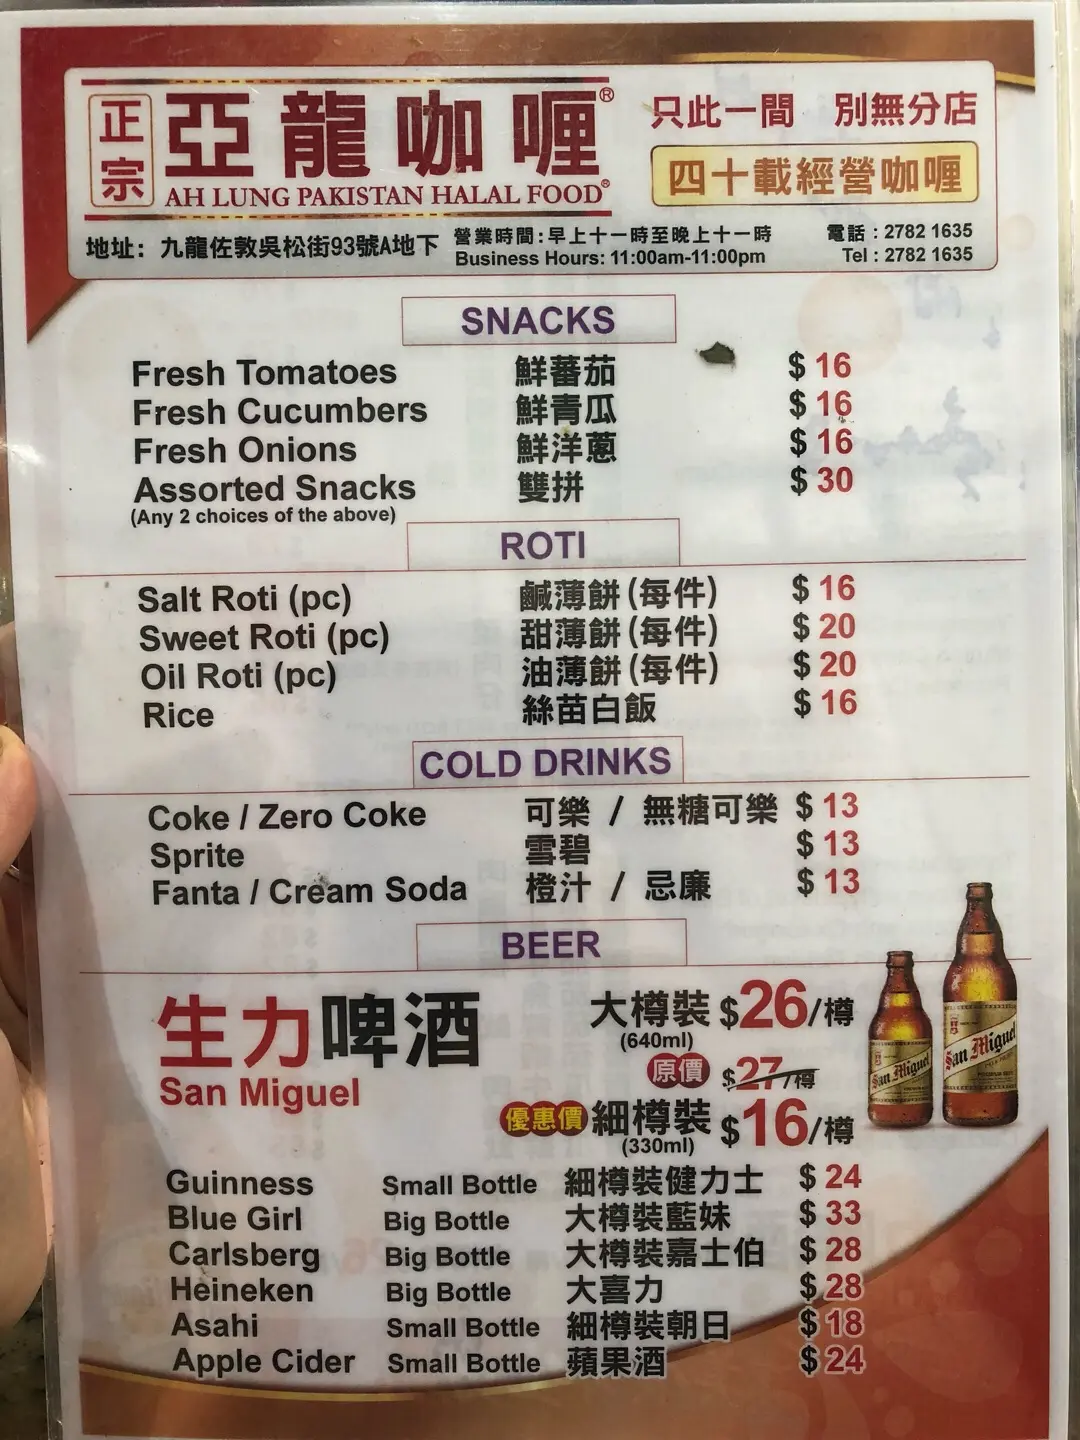 正宗
亞龍咖喱®
AH LUNG PAKISTAN HALAL FOOD®
只此一間 別無分店
四十載經營咖喱
地址: 九龍佐敦吳松街93號A地下
營業時間:早上十一時至晚上十一時
Business Hours: 11:00am-11:00pm
電話 : 2782 1635
Tel : 2782 1635
SNACKS
Fresh Tomatoes 鮮蕃茄 $ 16
Fresh Cucumbers 鮮青瓜 $ 16
Fresh Onions 鮮洋蔥 $ 16
Assorted Snacks 雙拼 $ 30
(Any 2 choices of the above)
ROTI
Salt Roti (pc) 鹹薄餅(每件) $ 16
Sweet Roti (pc) 甜薄餅(每件) $ 20
Oil Roti (pc) 油薄餅(每件) $ 20
Rice 絲苗白飯 $ 16
COLD DRINKS
Coke / Zero Coke 可樂 / 無糖可樂 $ 13
Sprite 雪碧 $ 13
Fanta / Cream Soda 橙汁 / 忌廉 $ 13
BEER
生力啤酒
San Miguel
大樽裝 $26/樽
(640ml)
原價 $27/樽
優惠價 細樽裝 $16/樽
(330ml)
San Miguel
San Miguel
Guinness Small Bottle 細樽裝健力士 $ 24
Blue Girl Big Bottle 大樽裝藍妹 $ 33
Carlsberg Big Bottle 大樽裝嘉士伯 $ 28
Heineken Big Bottle 大喜力 $ 28
Asahi Small Bottle 細樽裝朝日 $ 18
Apple Cider Small Bottle 蘋果酒 $ 24